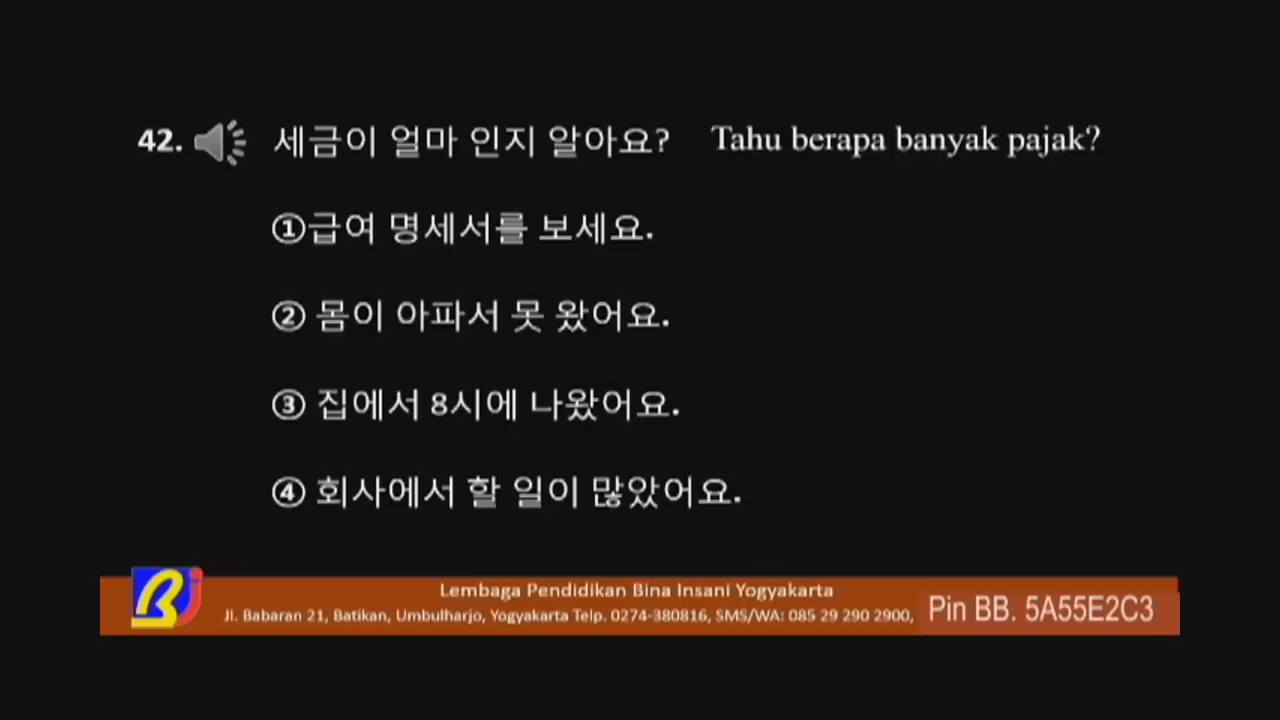 42. 세금이 얼마 인지 알아요? Tahu berapa banyak pajak?
①급여 명세서를 보세요.
② 몸이 아파서 못 왔어요.
③ 집에서 8시에 나왔어요.
④ 회사에서 할 일이 많았어요.
Lembaga Pendidikan Bina Insani Yogyakarta
Jl. Babaran 21, Batikan, Umbulharjo, Yogyakarta Telp. 0274-380816, SMS/WA: 085 29 290 2900, Pin BB. 5A55E2C3